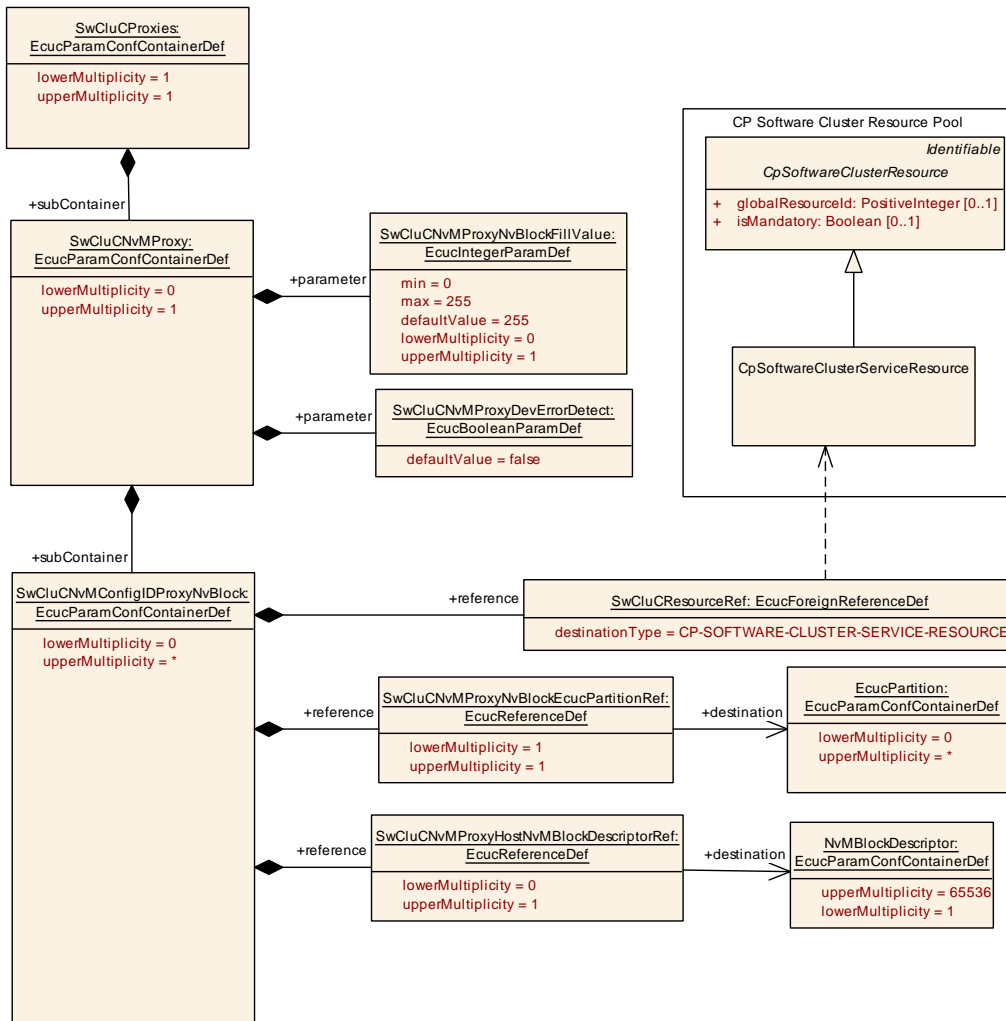 SwCluCProxies:
EcucParamConfContainerDef
lowerMultiplicity = 1
upperMultiplicity = 1
+subContainer
SwCluCNvMProxy:
EcucParamConfContainerDef
lowerMultiplicity = 0
upperMultiplicity = 1
+parameter
SwCluCNvMProxyNvBlockFillValue:
EcucIntegerParamDef
min = 0
max = 255
defaultValue = 255
lowerMultiplicity = 0
upperMultiplicity = 1
+parameter
SwCluCNvMProxyDevErrorDetect:
EcucBooleanParamDef
defaultValue = false
CP Software Cluster Resource Pool
Identifiable
CpSoftwareClusterResource
+ globalResourceId: PositiveInteger [0..1]
+ isMandatory: Boolean [0..1]
CpSoftwareClusterServiceResource
+subContainer
SwCluCNvMConfigIDProxyNvBlock:
EcucParamConfContainerDef
lowerMultiplicity = 0
upperMultiplicity = *
+reference
SwCluCResourceRef: EcucForeignReferenceDef
destinationType = CP-SOFTWARE-CLUSTER-SERVICE-RESOURCE
+reference
SwCluCNvMProxyNvBlockEcucPartitionRef:
EcucReferenceDef
lowerMultiplicity = 1
upperMultiplicity = 1
+destination
EcucPartition:
EcucParamConfContainerDef
lowerMultiplicity = 0
upperMultiplicity = *
+reference
SwCluCNvMProxyHostNvMBlockDescriptorRef:
EcucReferenceDef
lowerMultiplicity = 0
upperMultiplicity = 1
+destination
NvMBlockDescriptor:
EcucParamConfContainerDef
upperMultiplicity = 65536
lowerMultiplicity = 1